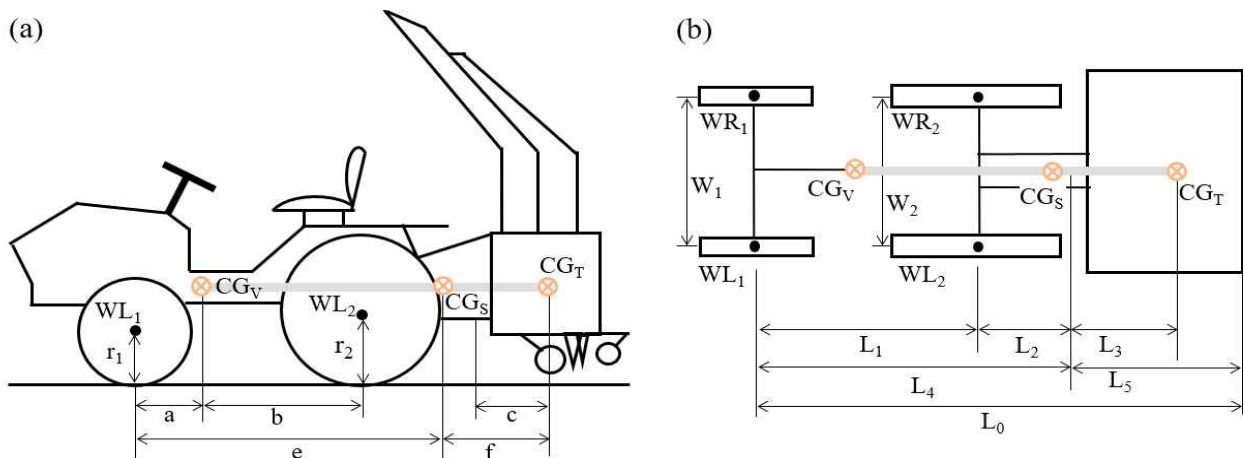 (a)
CG_V
CG_T
CG_S
WL_1
WL_2
r_1
r_2
a
b
c
e
f
(b)
WR_1
WR_2
W_1
CG_V
W_2
CG_S
CG_T
WL_1
WL_2
L_1
L_2
L_3
L_4
L_5
L_0